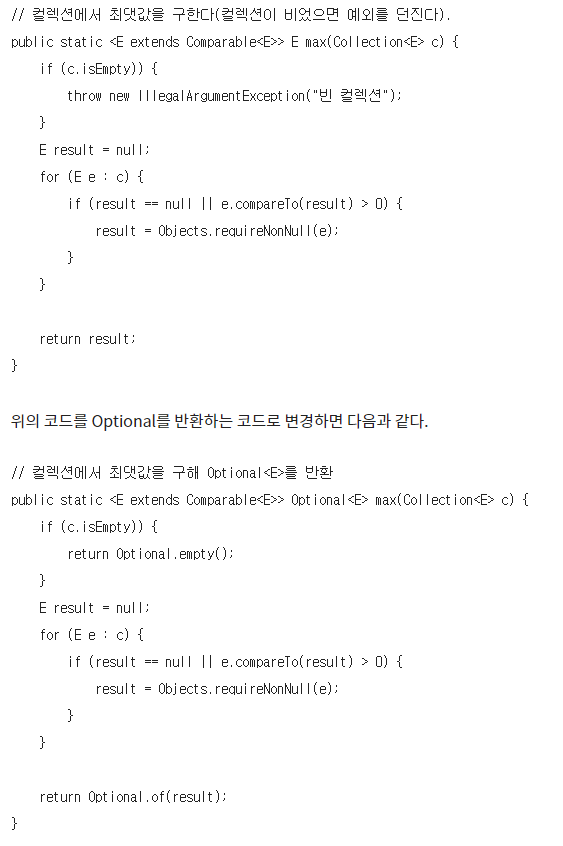 // 컬렉션에서 최댓값을 구한다(컬렉션이 비었으면 예외를 던진다).
public static <E extends Comparable<E>> E max(Collection<E> c) {
    if (c.isEmpty()) {
        throw new IllegalArgumentException("빈 컬렉션");
    }
    E result = null;
    for (E e : c) {
        if (result == null || e.compareTo(result) > 0) {
            result = Objects.requireNonNull(e);
        }
    }

    return result;
}

위의 코드를 Optional를 반환하는 코드로 변경하면 다음과 같다.

// 컬렉션에서 최댓값을 구해 Optional<E>를 반환
public static <E extends Comparable<E>> Optional<E> max(Collection<E> c) {
    if (c.isEmpty()) {
        return Optional.empty();
    }
    E result = null;
    for (E e : c) {
        if (result == null || e.compareTo(result) > 0) {
            result = Objects.requireNonNull(e);
        }
    }

    return Optional.of(result);
}